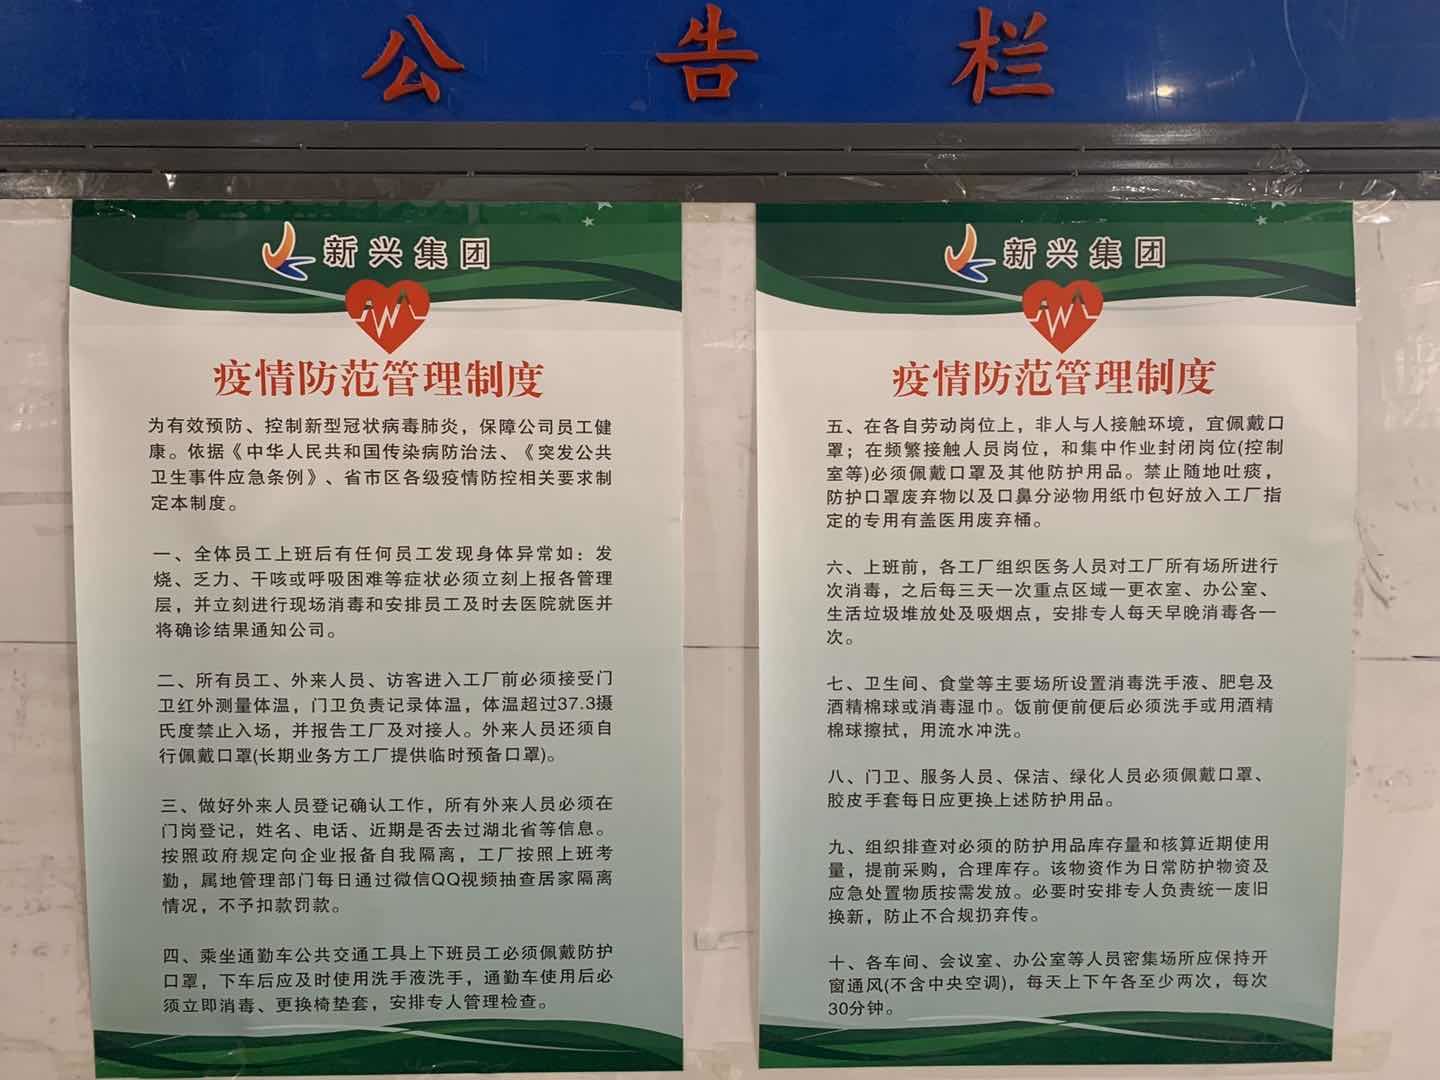 公告栏
新兴集团
疫情防范管理制度
为有效预防、控制新型冠状病毒肺炎，保障公司员工健
康。依据《中华人民共和国传染病防治法、《突发公共
卫生事件应急条例》、省市区各级疫情防控相关要求制
定本制度。
一、全体员工上班后有任何员工发现身体异常如：发
烧、乏力、干咳或呼吸困难等症状必须立刻上报各管理
层，并立刻进行现场消毒和安排员工及时去医院就医并
将确诊结果通知公司。
二、所有员工、外来人员、访客进入工厂前必须接受门
卫红外测量体温，门卫负责记录体温，体温超过37.3摄
氏度禁止入场，并报告工厂及对接人。外来人员还须自
行佩戴口罩(长期业务方工厂提供临时预备口罩)。
三、做好外来人员登记确认工作，所有外来人员必须在
门岗登记，姓名、电话、近期是否去过湖北省等信息。
按照政府规定向企业报备自我隔离，工厂按照上班考
勤，属地管理部门每日通过微信QQ视频抽查居家隔离
情况，不予扣款罚款。
四、乘坐通勤车公共交通工具上下班员工必须佩戴防护
口罩，下车后应及时使用洗手液洗手，通勤车使用后必
须立即消毒、更换椅垫套，安排专人管理检查。
新兴集团
疫情防范管理制度
五、在各自劳动岗位上，非人与人接触环境，宜佩戴口
罩；在频繁接触人员岗位，和集中作业封闭岗位(控制
室等)必须佩戴口罩及其他防护用品。禁止随地吐痰，
防护口罩废弃物以及口鼻分泌物用纸巾包好放入工厂指
定的专用有盖医用废弃桶。
六、上班前，各工厂组织医务人员对工厂所有场所进行
次消毒，之后每三天一次重点区域一更衣室、办公室、
生活垃圾堆放处及吸烟点，安排专人每天早晚消毒各一
次。
七、卫生间、食堂等主要场所设置消毒洗手液、肥皂及
酒精棉球或消毒湿巾。饭前便前便后必须洗手或用酒精
棉球擦拭，用流水冲洗。
八、门卫、服务人员、保洁、绿化人员必须佩戴口罩、
胶皮手套每日应更换上述防护用品。
九、组织排查对必须的防护用品库存量和核算近期使用
量，提前采购，合理库存。该物资作为日常防护物资及
应急处置物质按需发放。必要时安排专人负责统一废旧
换新，防止不合规扔弃传。
十、各车间、会议室、办公室等人员密集场所应保持开
窗通风(不含中央空调)，每天上下午各至少两次，每次
30分钟。